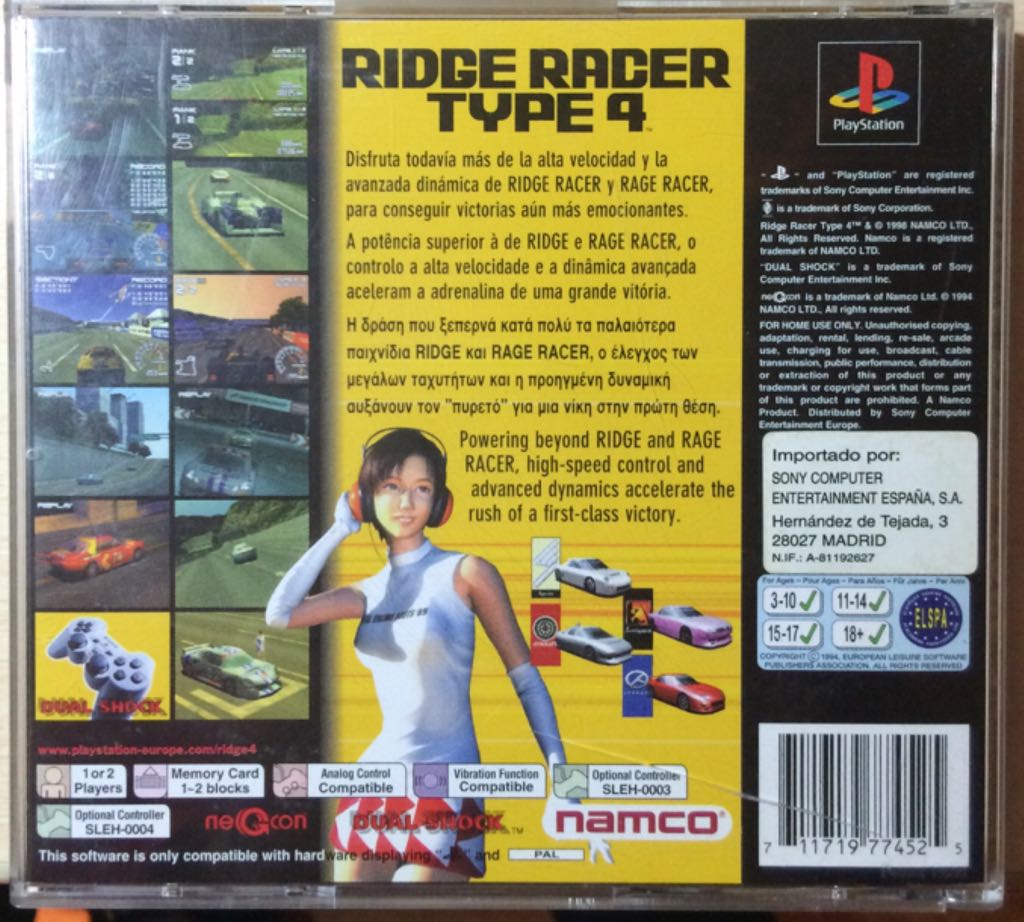 RIDGE RACER
TYPE 4™
Disfruta todavía más de la alta velocidad y la
avanzada dinámica de RIDGE RACER y RAGE RACER,
para conseguir victorias aún más emocionantes.
A potência superior à de RIDGE e RAGE RACER, o
controlo a alta velocidade e a dinâmica avançada
aceleram a adrenalina de uma grande vitória.
Η δράση που ξεπερνά κατά πολύ τα παλαιότερα
παιχνίδια RIDGE και RAGE RACER, ο έλεγχος των
μεγάλων ταχυτήτων και η προηγμένη δυναμική
αυξάνουν τον "πυρετό" για μια νίκη στην πρώτη θέση.
Powering beyond RIDGE and RAGE
RACER, high-speed control and
advanced dynamics accelerate the
rush of a first-class victory.
DUAL SHOCK
www.playstation-europe.com/ridge4
1 or 2
Players
Memory Card
1~2 blocks
Analog Control
Compatible
Vibration Function
Compatible
Optional Controller
SLEH-0003
Optional Controller
SLEH-0004
neGcon
DUAL SHOCK™
namco®
This software is only compatible with hardware displaying " " and PAL
PlayStation
" " and "PlayStation" are registered
trademarks of Sony Computer Entertainment Inc.
is a trademark of Sony Corporation.
Ridge Racer Type 4™ & © 1998 NAMCO LTD.,
All Rights Reserved. Namco is a registered
trademark of NAMCO LTD.
"DUAL SHOCK" is a trademark of Sony
Computer Entertainment Inc.
neGcon is a trademark of Namco Ltd. © 1994
NAMCO LTD., All rights reserved.
FOR HOME USE ONLY. Unauthorised copying,
adaptation, rental, lending, re-sale, arcade
use, charging for use, broadcast, cable
transmission, public performance, distribution
or extraction of this product or any
trademark or copyright work that forms part
of this product are prohibited. A Namco
Product. Distributed by Sony Computer
Entertainment Europe.
Importado por:
SONY COMPUTER
ENTERTAINMENT ESPAÑA, S.A.
Hernández de Tejada, 3
28027 MADRID
N.I.F.: A-81192627
For Ages - Pour Ages - Para Años - Für Jahre - Per Anno
3-10 11-14
15-17 18+
ELSPA
COPYRIGHT © 1994, EUROPEAN LEISURE SOFTWARE
PUBLISHERS ASSOCIATION. ALL RIGHTS RESERVED
7 11719 77452 5